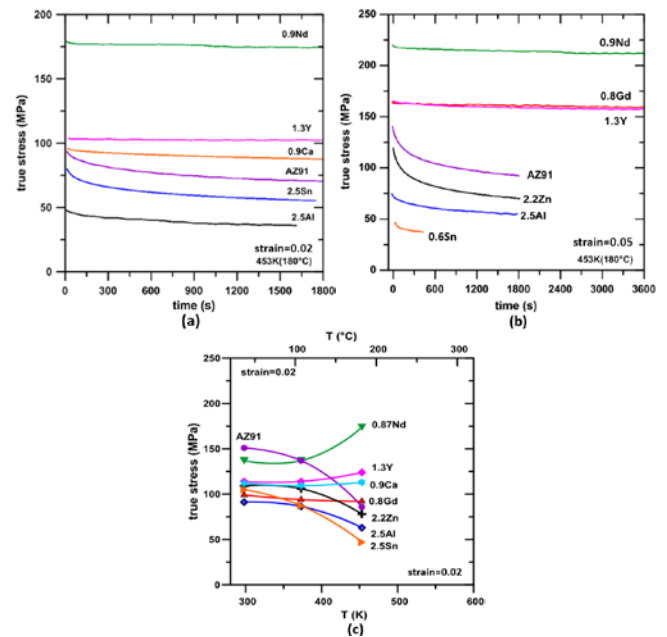 250
200
150
100
50
0
true stress (MPa)
0.9Nd
1.3Y
0.9Ca
AZ91
2.5Sn
2.5Al
strain=0.02
453K(180°C)
0 300 600 900 1200 1500 1800
time (s)
(a)
250
200
150
100
50
0
true stress (MPa)
0.9Nd
0.8Gd
1.3Y
AZ91
2.2Zn
2.5Al
0.6Sn
strain=0.05
453K(180°C)
0 600 1200 1800 2400 3000 3600
time (s)
(b)
T (°C)
0 100 200 300
strain=0.02
250
200
150
100
50
0
true stress (MPa)
AZ91
0.87Nd
1.3Y
0.9Ca
0.8Gd
2.2Zn
2.5Al
2.5Sn
strain=0.02
300 400 500 600
T (K)
(c)